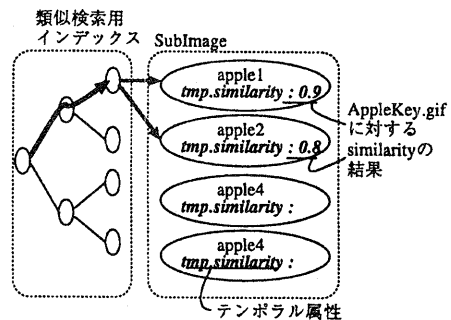 類似検索用
インデックス
SubImage
apple1
tmp.similarity : 0.9
apple2
tmp.similarity : 0.8
apple4
tmp.similarity :
apple4
tmp.similarity :
AppleKey.gif
に対する
similarityの
結果
テンポラル属性